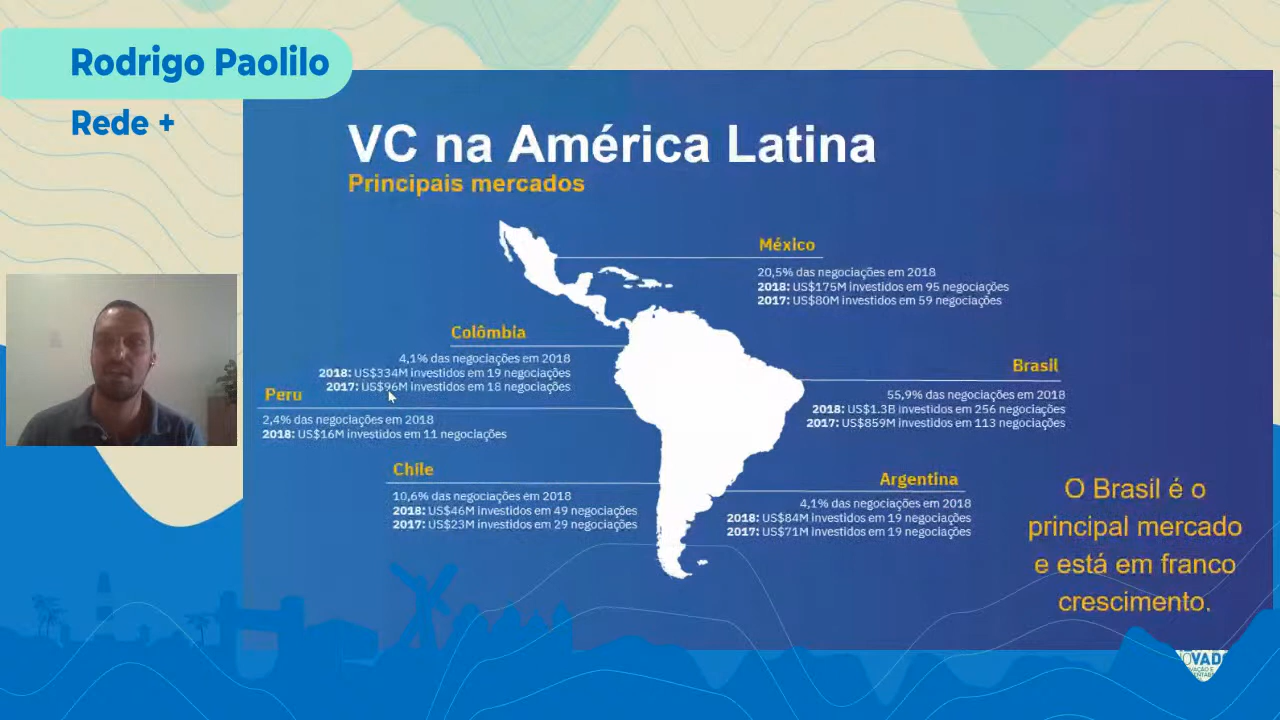 Rodrigo Paolilo
Rede +
VC na América Latina
Principais mercados
México
20,5% das negociações em 2018
2018: US$175M investidos em 95 negociações
2017: US$80M investidos em 59 negociações
Colômbia
4,1% das negociações em 2018
2018: US$334M investidos em 19 negociações
2017: US$96M investidos em 18 negociações
Peru
2,4% das negociações em 2018
2018: US$16M investidos em 11 negociações
Brasil
55,9% das negociações em 2018
2018: US$1.3B investidos em 256 negociações
2017: US$859M investidos em 113 negociações
Chile
10,6% das negociações em 2018
2018: US$46M investidos em 49 negociações
2017: US$23M investidos em 29 negociações
Argentina
4,1% das negociações em 2018
2018: US$84M investidos em 19 negociações
2017: US$71M investidos em 19 negociações
O Brasil é o
principal mercado
e está em franco
crescimento.